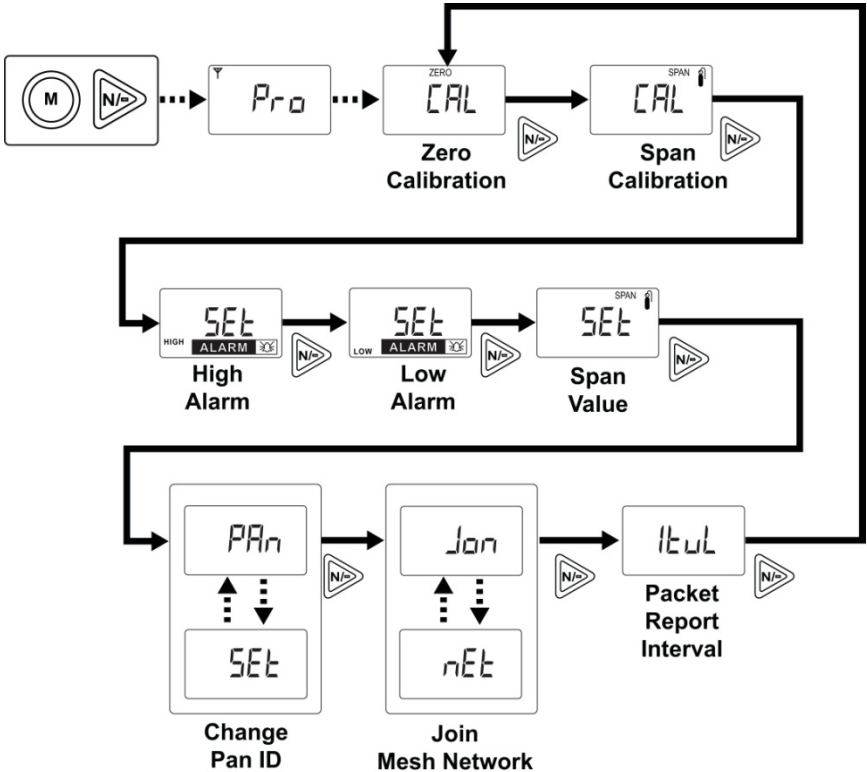 M
N/-
Pro
ZERO
CAL
N/-
Zero
Calibration
SPAN
CAL
N/-
Span
Calibration
SEt
HIGH ALARM
N/-
High
Alarm
SEt
LOW ALARM
N/-
Low
Alarm
SPAN
SEt
N/-
Span
Value
PAn
SEt
N/-
Change
Pan ID
Jon
nEt
N/-
Join
Mesh Network
ItuL
N/-
Packet
Report
Interval